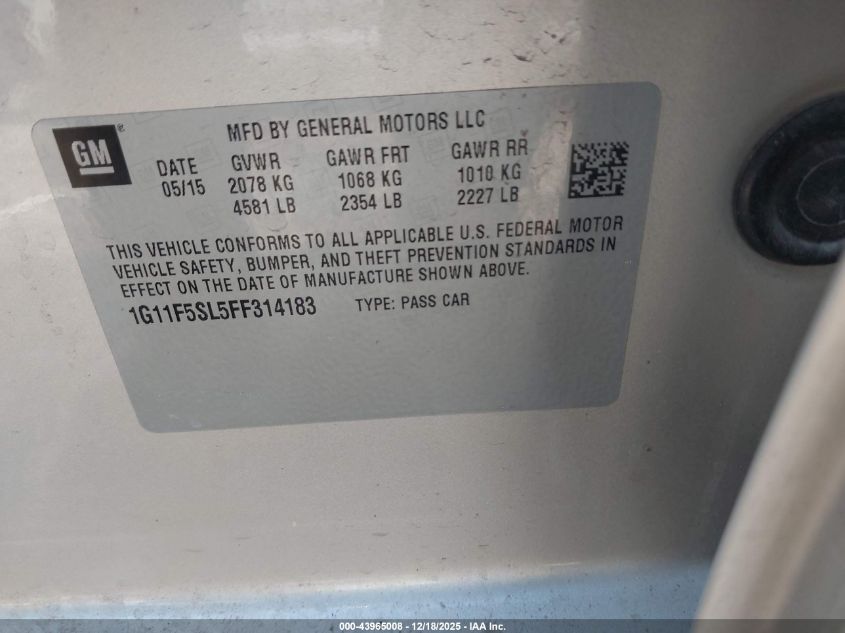 GM
MFD BY GENERAL MOTORS LLC
DATE GVWR GAWR FRT GAWR RR
05/15 2078 KG 1068 KG 1010 KG
4581 LB 2354 LB 2227 LB
THIS VEHICLE CONFORMS TO ALL APPLICABLE U.S. FEDERAL MOTOR
VEHICLE SAFETY, BUMPER, AND THEFT PREVENTION STANDARDS IN
EFFECT ON THE DATE OF MANUFACTURE SHOWN ABOVE.
1G11F5SL5FF314183 TYPE: PASS CAR
000-43965008 - 12/18/2025 - IAA Inc.